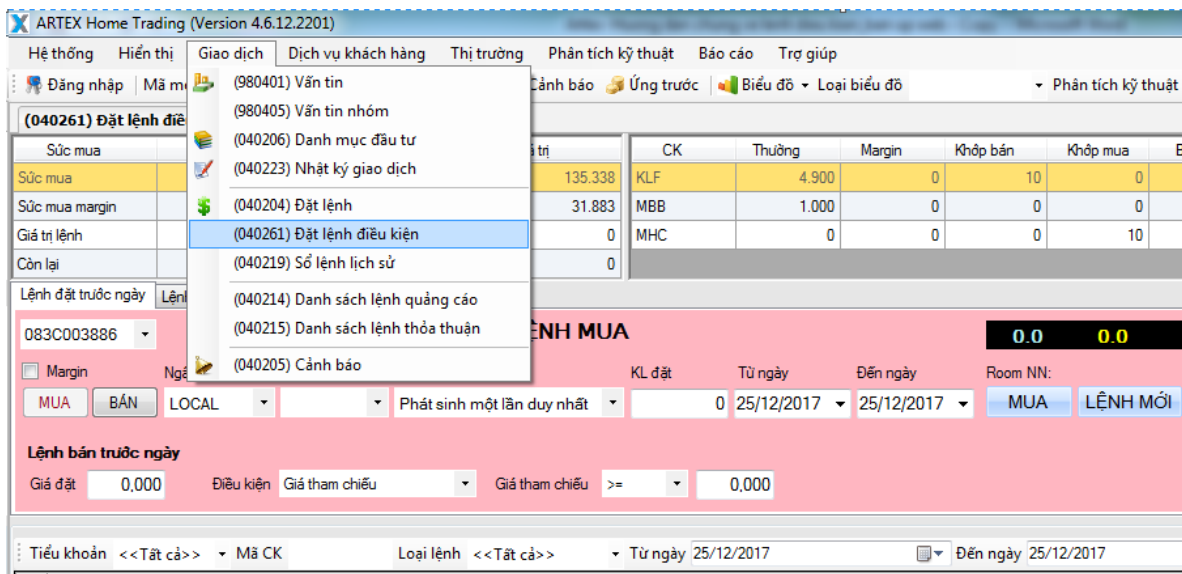 ARTEX Home Trading (Version 4.6.12.2201)
Hệ thống Hiển thị Giao dịch Dịch vụ khách hàng Thị trường Phân tích kỹ thuật Báo cáo Trợ giúp
Đăng nhập Cảnh báo Ứng trước Biểu đồ Loại biểu đồ Phân tích kỹ thuật
(980401) Vấn tin
(980405) Vấn tin nhóm
(040206) Danh mục đầu tư
(040223) Nhật ký giao dịch
(040204) Đặt lệnh
(040261) Đặt lệnh điều kiện
(040219) Sổ lệnh lịch sử
(040214) Danh sách lệnh quảng cáo
(040215) Danh sách lệnh thỏa thuận
(040205) Cảnh báo
(040261) Đặt lệnh
Sức mua trị CK Thường Margin Khớp bán Khớp mua
Sức mua 135.338 KLF 4.900 0 10 0
Sức mua margin 31.883 MBB 1.000 0 0 0
Giá trị lệnh 0 MHC 0 0 0 10
Còn lại 0
Lệnh đặt trước ngày
083C003886 MUA 0.0 0.0
Margin KL đặt Từ ngày Đến ngày Room NN:
MUA BÁN LOCAL Phát sinh một lần duy nhất 0 25/12/2017 25/12/2017 MUA LỆNH MỚI
Lệnh bán trước ngày
Giá đặt 0,000 Điều kiện Giá tham chiếu Giá tham chiếu >= 0,000
Tiểu khoản <<Tất cả>> Mã CK Loại lệnh <<Tất cả>> Từ ngày 25/12/2017 Đến ngày 25/12/2017